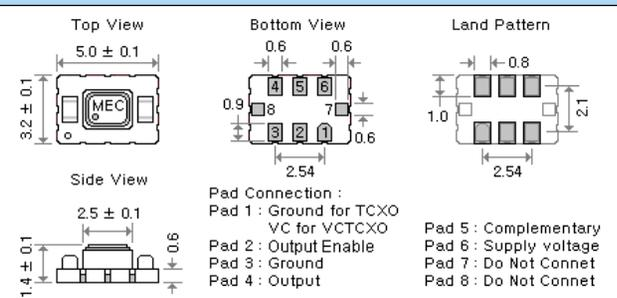 Top View
5.0 ± 0.1
3.2 ± 0.1
MEC
Bottom View
0.6
0.6
4 5 6
8
7
0.9
3 2 1
0.6
2.54
Land Pattern
0.8
1.0
2.1
2.54
Side View
2.5 ± 0.1
1.4 ± 0.1
0.6
Pad Connection :
Pad 1 : Ground for TCXO
VC for VCTCXO
Pad 2 : Output Enable
Pad 3 : Ground
Pad 4 : Output
Pad 5 : Complementary
Pad 6 : Supply voltage
Pad 7 : Do Not Connet
Pad 8 : Do Not Connet